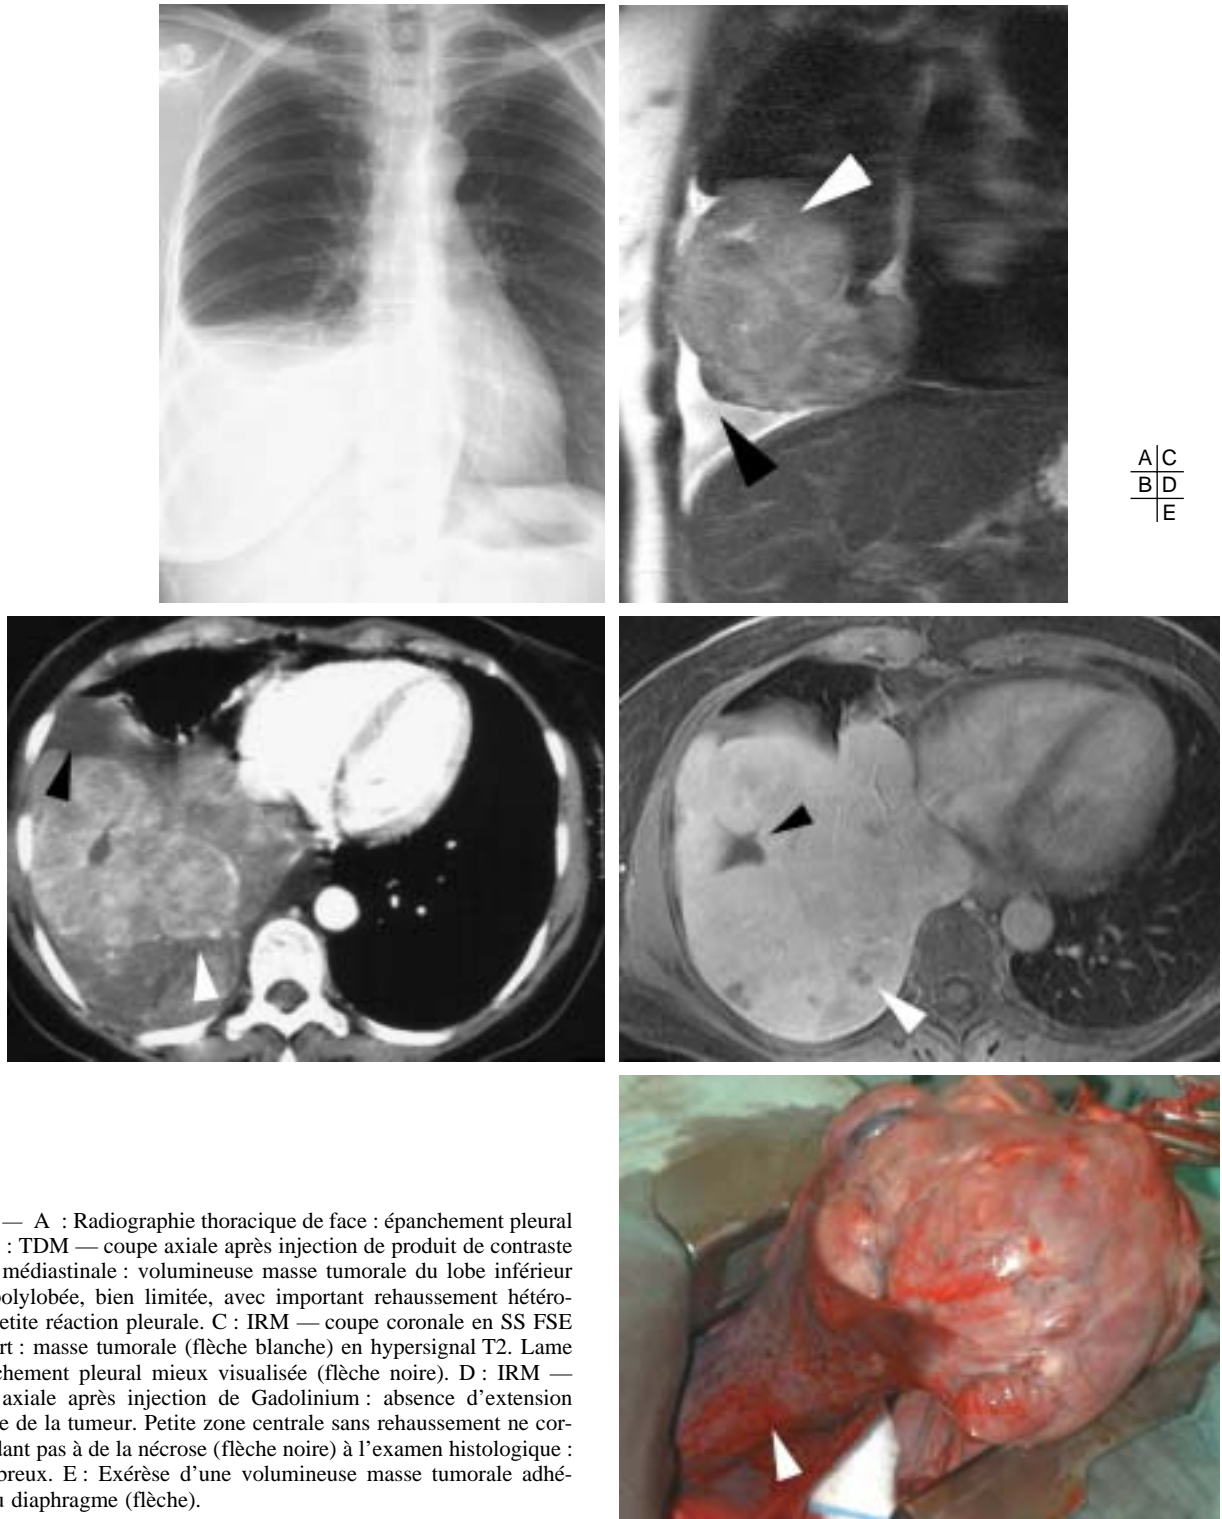 A C
B D
E
— A : Radiographie thoracique de face : épanchement pleural
: TDM — coupe axiale après injection de produit de contraste
médiastinale : volumineuse masse tumorale du lobe inférieur
polylobée, bien limitée, avec important rehaussement hétéro-
petite réaction pleurale. C : IRM — coupe coronale en SS FSE
rt : masse tumorale (flèche blanche) en hypersignal T2. Lame
chement pleural mieux visualisée (flèche noire). D : IRM —
axiale après injection de Gadolinium : absence d’extension
e de la tumeur. Petite zone centrale sans rehaussement ne cor-
dant pas à de la nécrose (flèche noire) à l’examen histologique :
breux. E : Exérèse d’une volumineuse masse tumorale adhé-
u diaphragme (flèche).